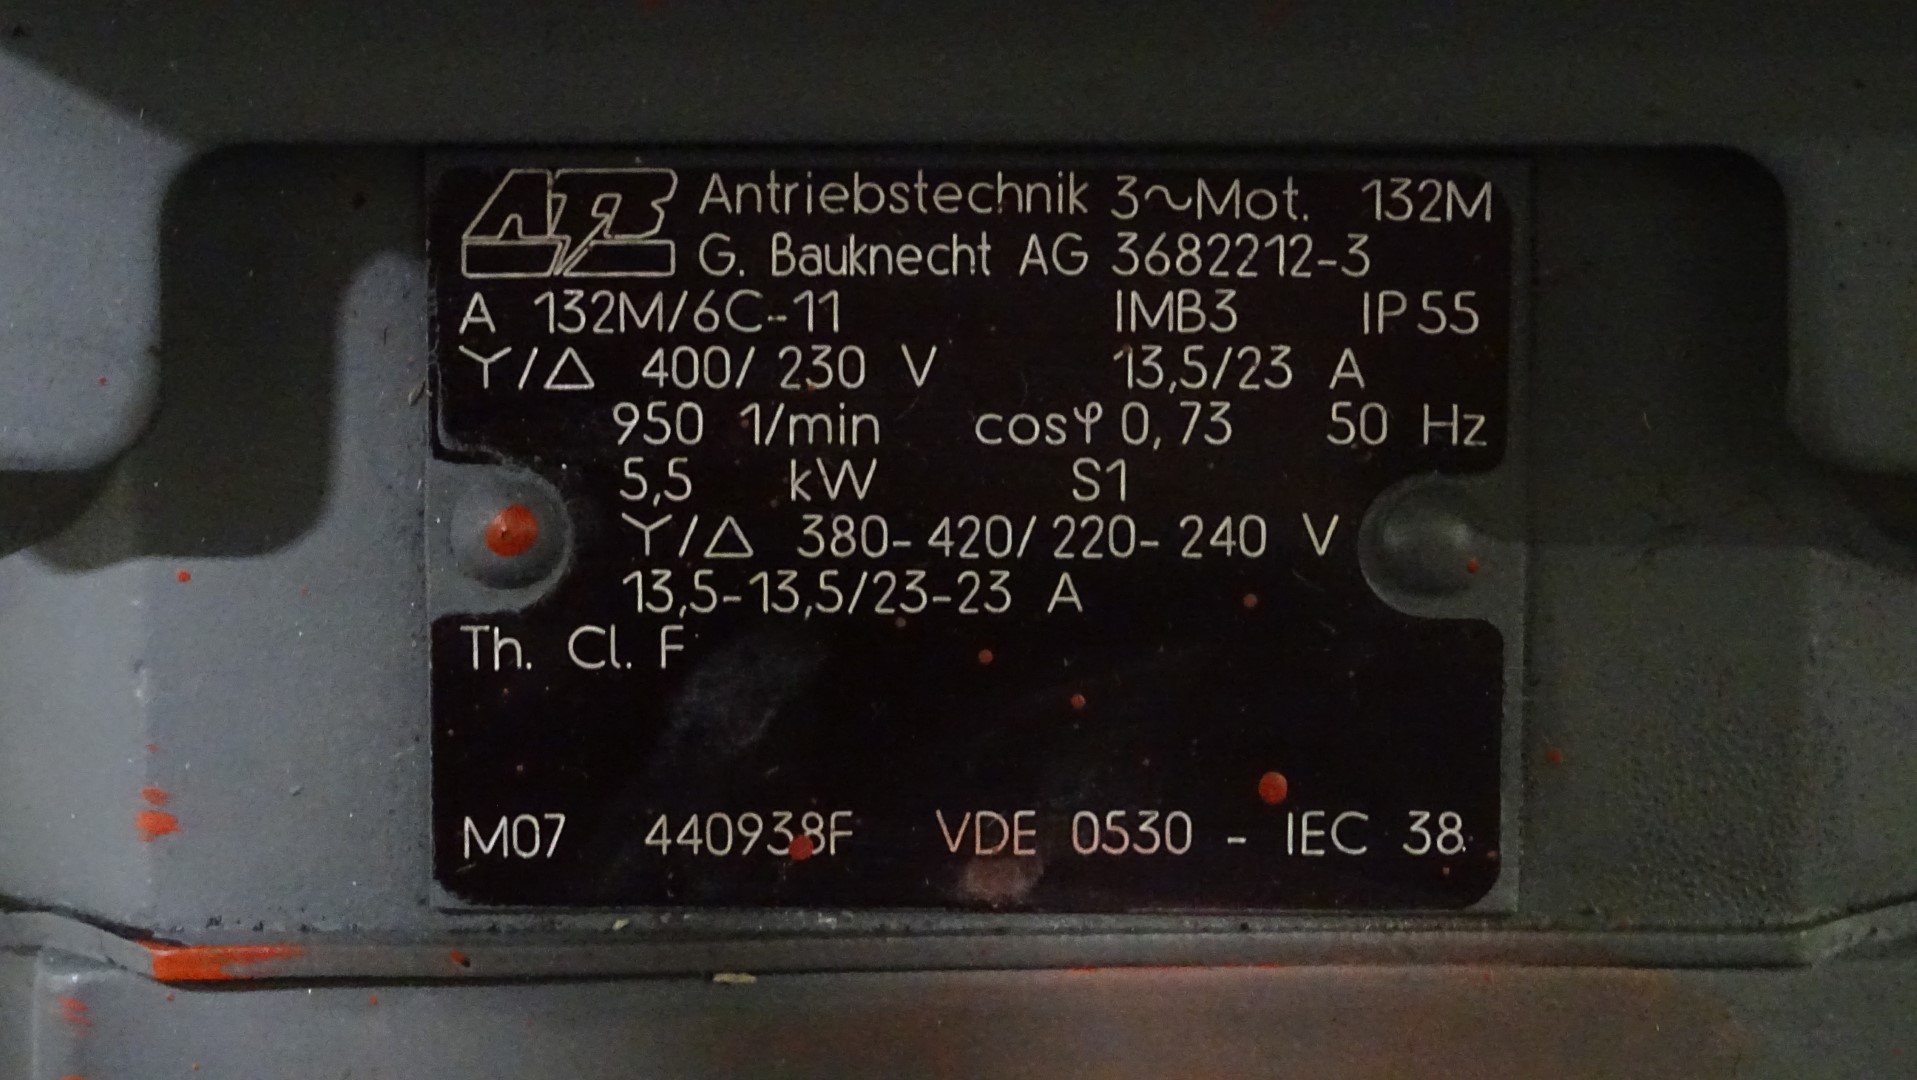 ATB Antriebstechnik 3~Mot. 132M
G. Bauknecht AG 3682212-3
A 132M/6C-11 IMB3 IP55
Y/Δ 400/230 V 13,5/23 A
950 1/min cosφ 0,73 50 Hz
5,5 kW S1
Y/Δ 380-420/220-240 V
13,5-13,5/23-23 A
Th. Cl. F
M07 440938F VDE 0530 - IEC 38